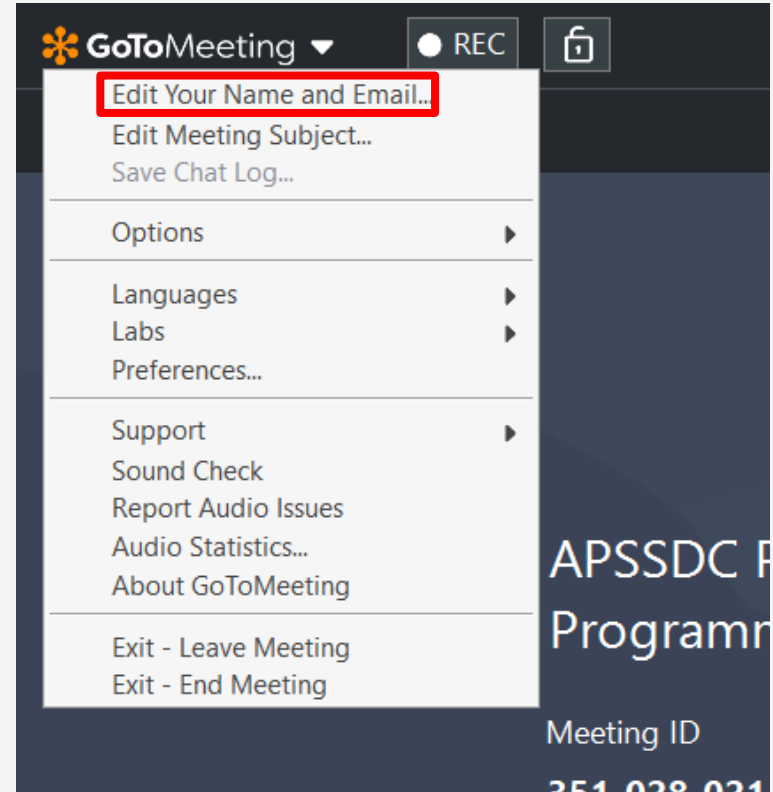 GoToMeeting REC
Edit Your Name and Email...
Edit Meeting Subject...
Save Chat Log...
Options
Languages
Labs
Preferences...
Support
Sound Check
Report Audio Issues
Audio Statistics...
About GoToMeeting
Exit - Leave Meeting
Exit - End Meeting
APSSDC
Meeting ID